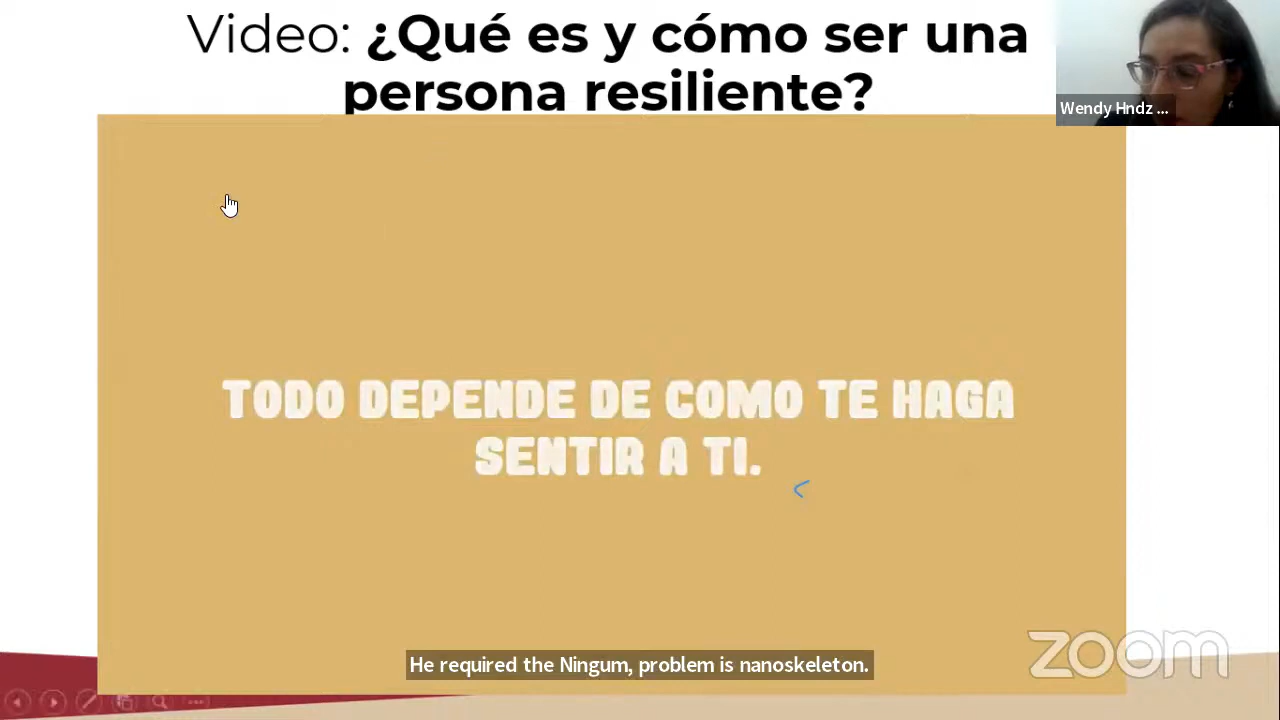 Video: ¿Qué es y cómo ser una
persona resiliente?
Wendy Hndz ...
TODO DEPENDE DE COMO TE HAGA
SENTIR A TI.
He required the Ningum, problem is nanoskeleton.
zoom